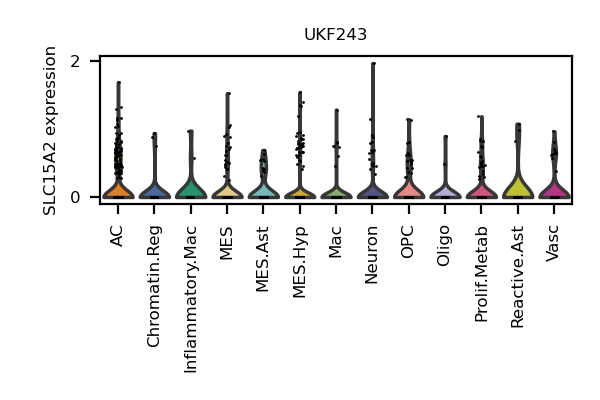 UKF243
SLC15A2 expression
2
0
AC
Chromatin.Reg
Inflammatory.Mac
MES
MES.Ast
MES.Hyp
Mac
Neuron
OPC
Oligo
Prolif.Metab
Reactive.Ast
Vasc